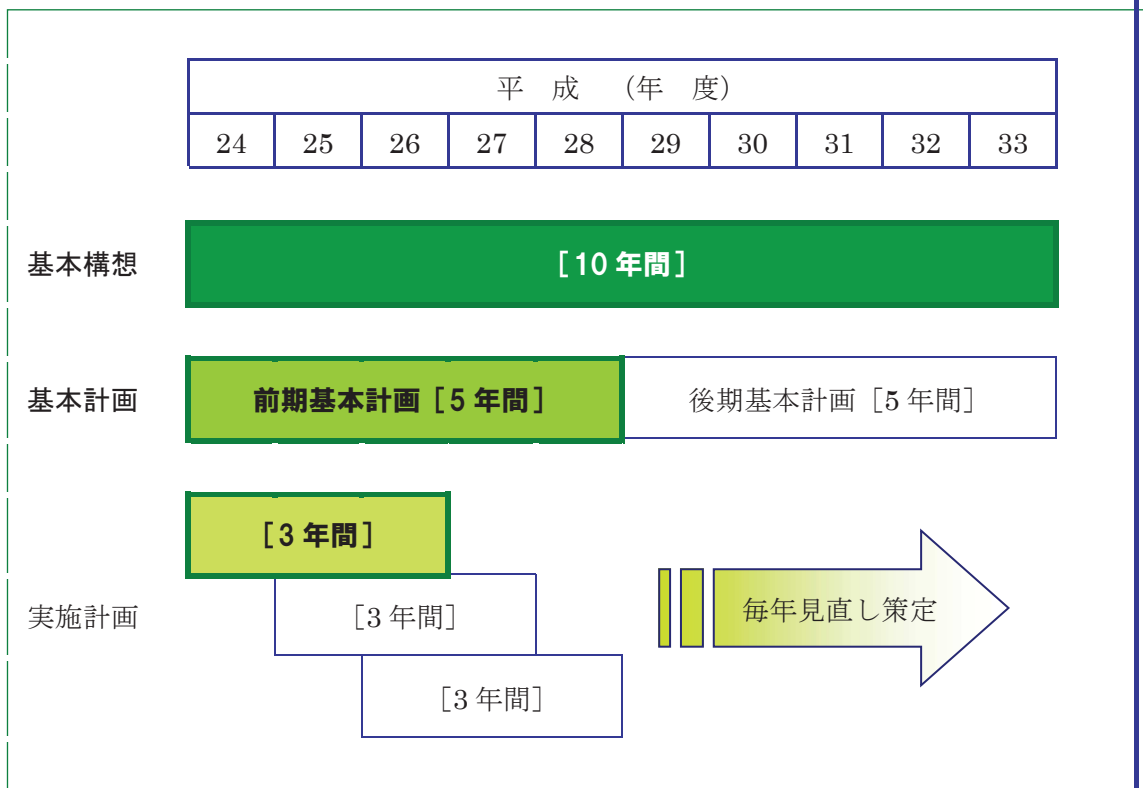 平 成 （年 度）
24 25 26 27 28 29 30 31 32 33
基本構想 ［10 年間］
基本計画 前期基本計画［5 年間］ 後期基本計画［5 年間］
［3 年間］
実施計画 ［3 年間］ 毎年見直し策定
［3 年間］